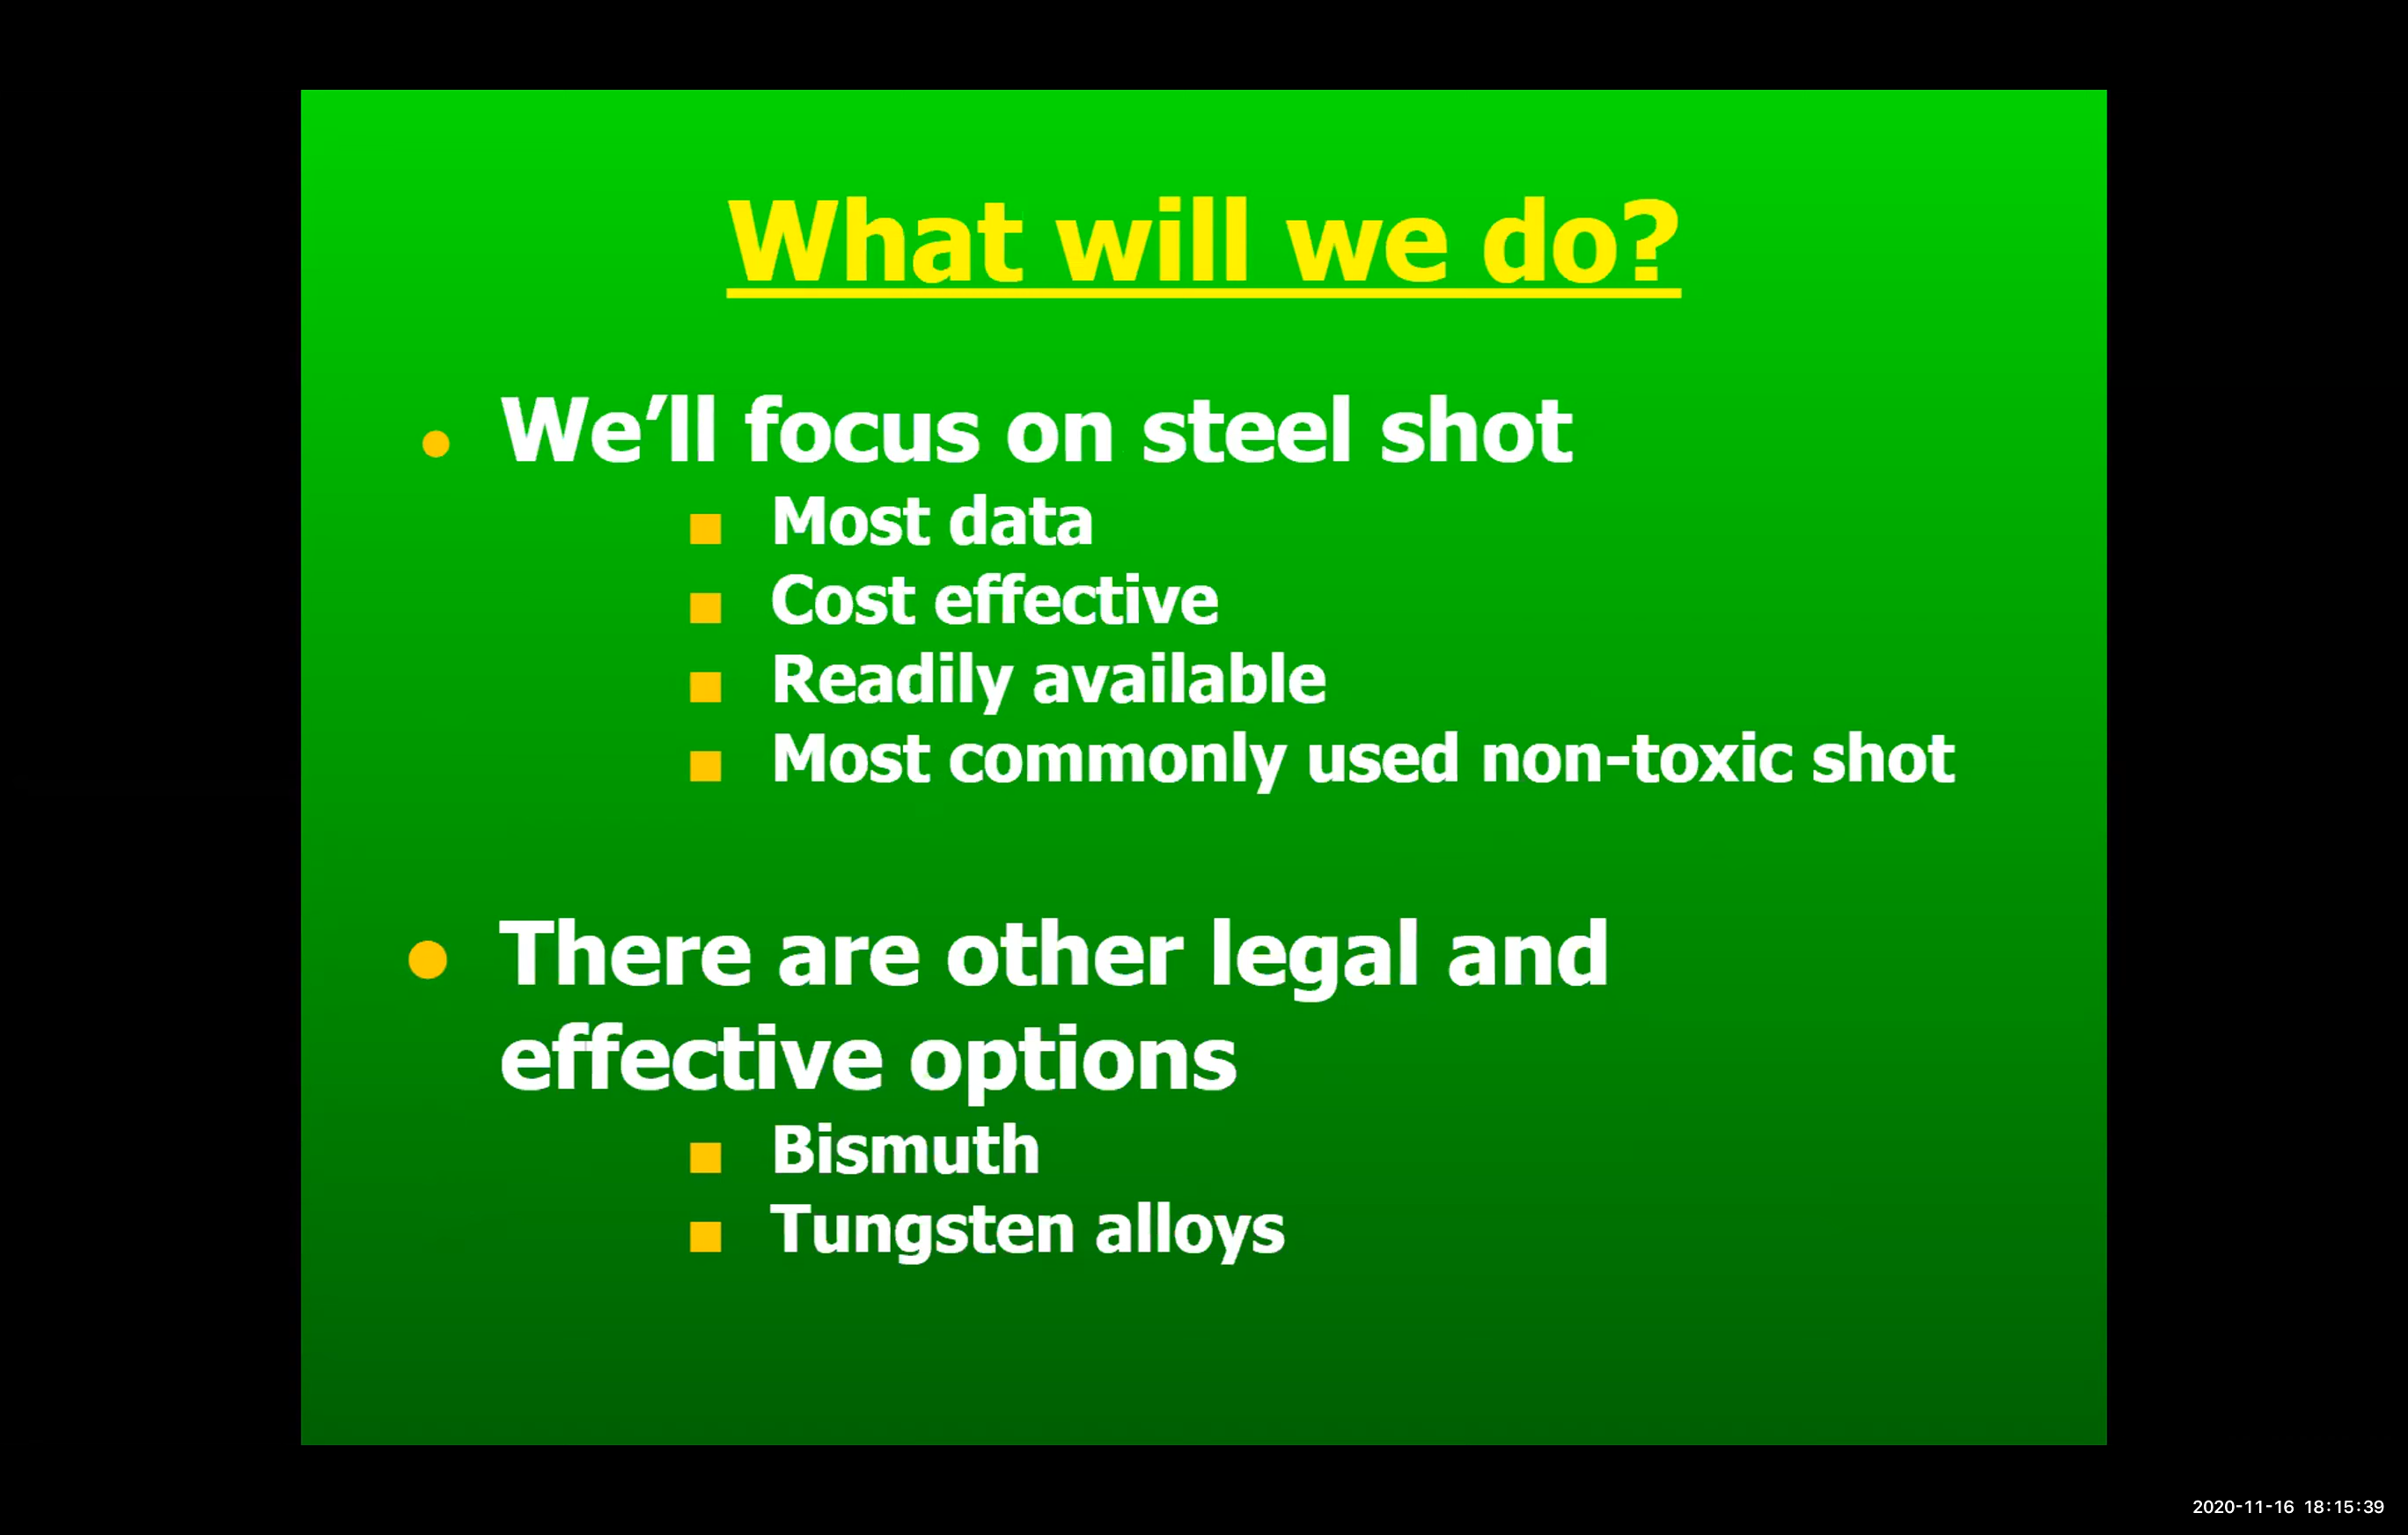 What will we do?
We’ll focus on steel shot
Most data
Cost effective
Readily available
Most commonly used non-toxic shot
There are other legal and
effective options
Bismuth
Tungsten alloys
2020-11-16 18:15:39